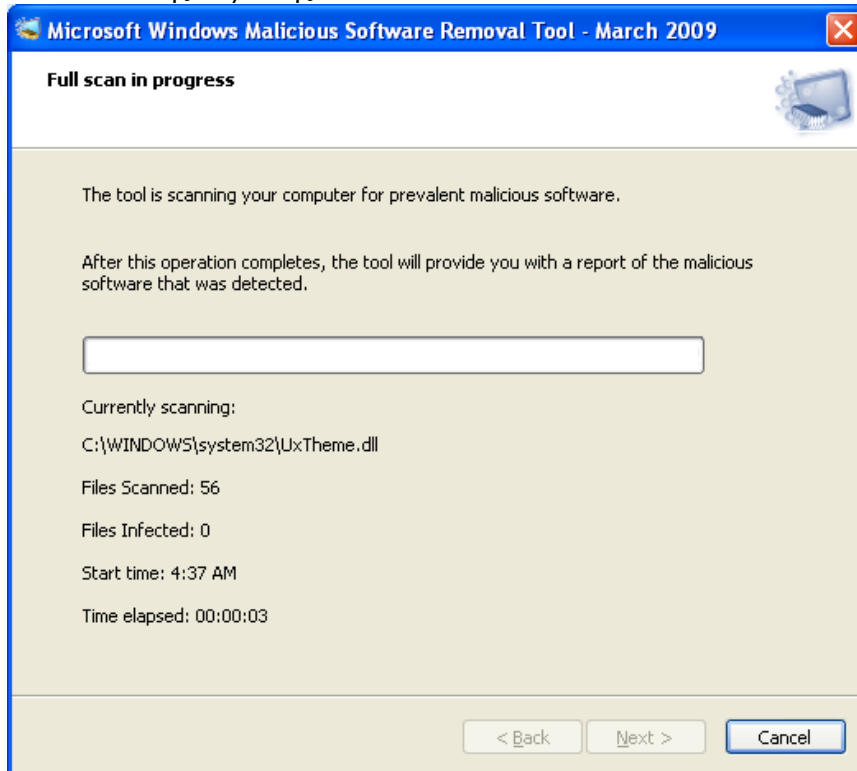 Microsoft Windows Malicious Software Removal Tool - March 2009
Full scan in progress
The tool is scanning your computer for prevalent malicious software.
After this operation completes, the tool will provide you with a report of the malicious
software that was detected.
Currently scanning:
C:\WINDOWS\system32\UxTheme.dll
Files Scanned: 56
Files Infected: 0
Start time: 4:37 AM
Time elapsed: 00:00:03
< Back Next > Cancel